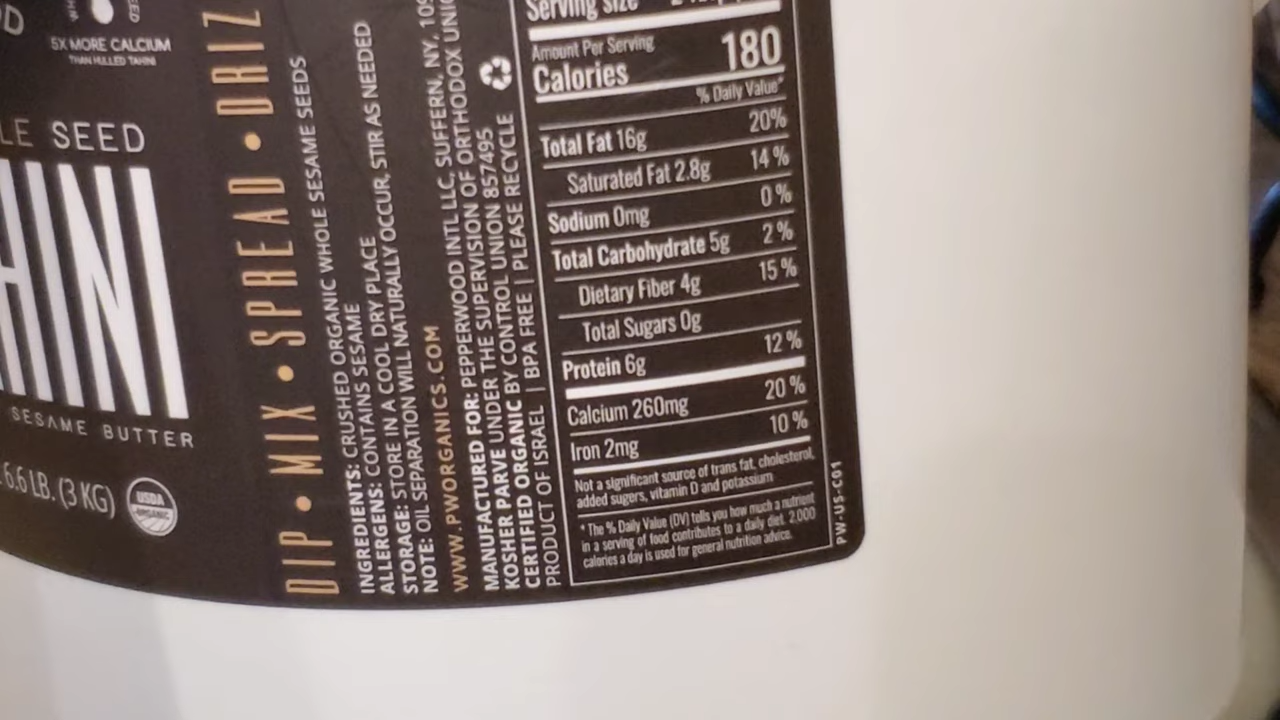 5X MORE CALCIUM
THAN HULLED TAHINI
SEED
HINI
SESAME BUTTER
6.6 LB. (3 KG)
USDA
ORGANIC
DIP • MIX • SPREAD • DRIZ
INGREDIENTS: CRUSHED ORGANIC WHOLE SESAME SEEDS
ALLERGENS: CONTAINS SESAME
STORAGE: STORE IN A COOL DRY PLACE
NOTE: OIL SEPARATION WILL NATURALLY OCCUR, STIR AS NEEDED
WWW.PWORGANICS.COM
MANUFACTURED FOR: PEPPERWOOD INTL LLC, SUFFERN, NY, 109
KOSHER PARVE UNDER THE SUPERVISION OF ORTHODOX UNIO
CERTIFIED ORGANIC BY CONTROL UNION 857495
PRODUCT OF ISRAEL | BPA FREE | PLEASE RECYCLE
Serving size
Amount Per Serving
Calories 180
% Daily Value*
Total Fat 16g 20%
Saturated Fat 2.8g 14%
Sodium 0mg 0%
Total Carbohydrate 5g 2%
Dietary Fiber 4g 15%
Total Sugars 0g
Protein 6g 12%
Calcium 260mg 20%
Iron 2mg 10%
Not a significant source of trans fat, cholesterol,
added sugers, vitamin D and potassium
* The % Daily Value (DV) tells you how much a nutrient
in a serving of food contributes to a daily diet. 2,000
calories a day is used for general nutrition advice.
PW-US-C01